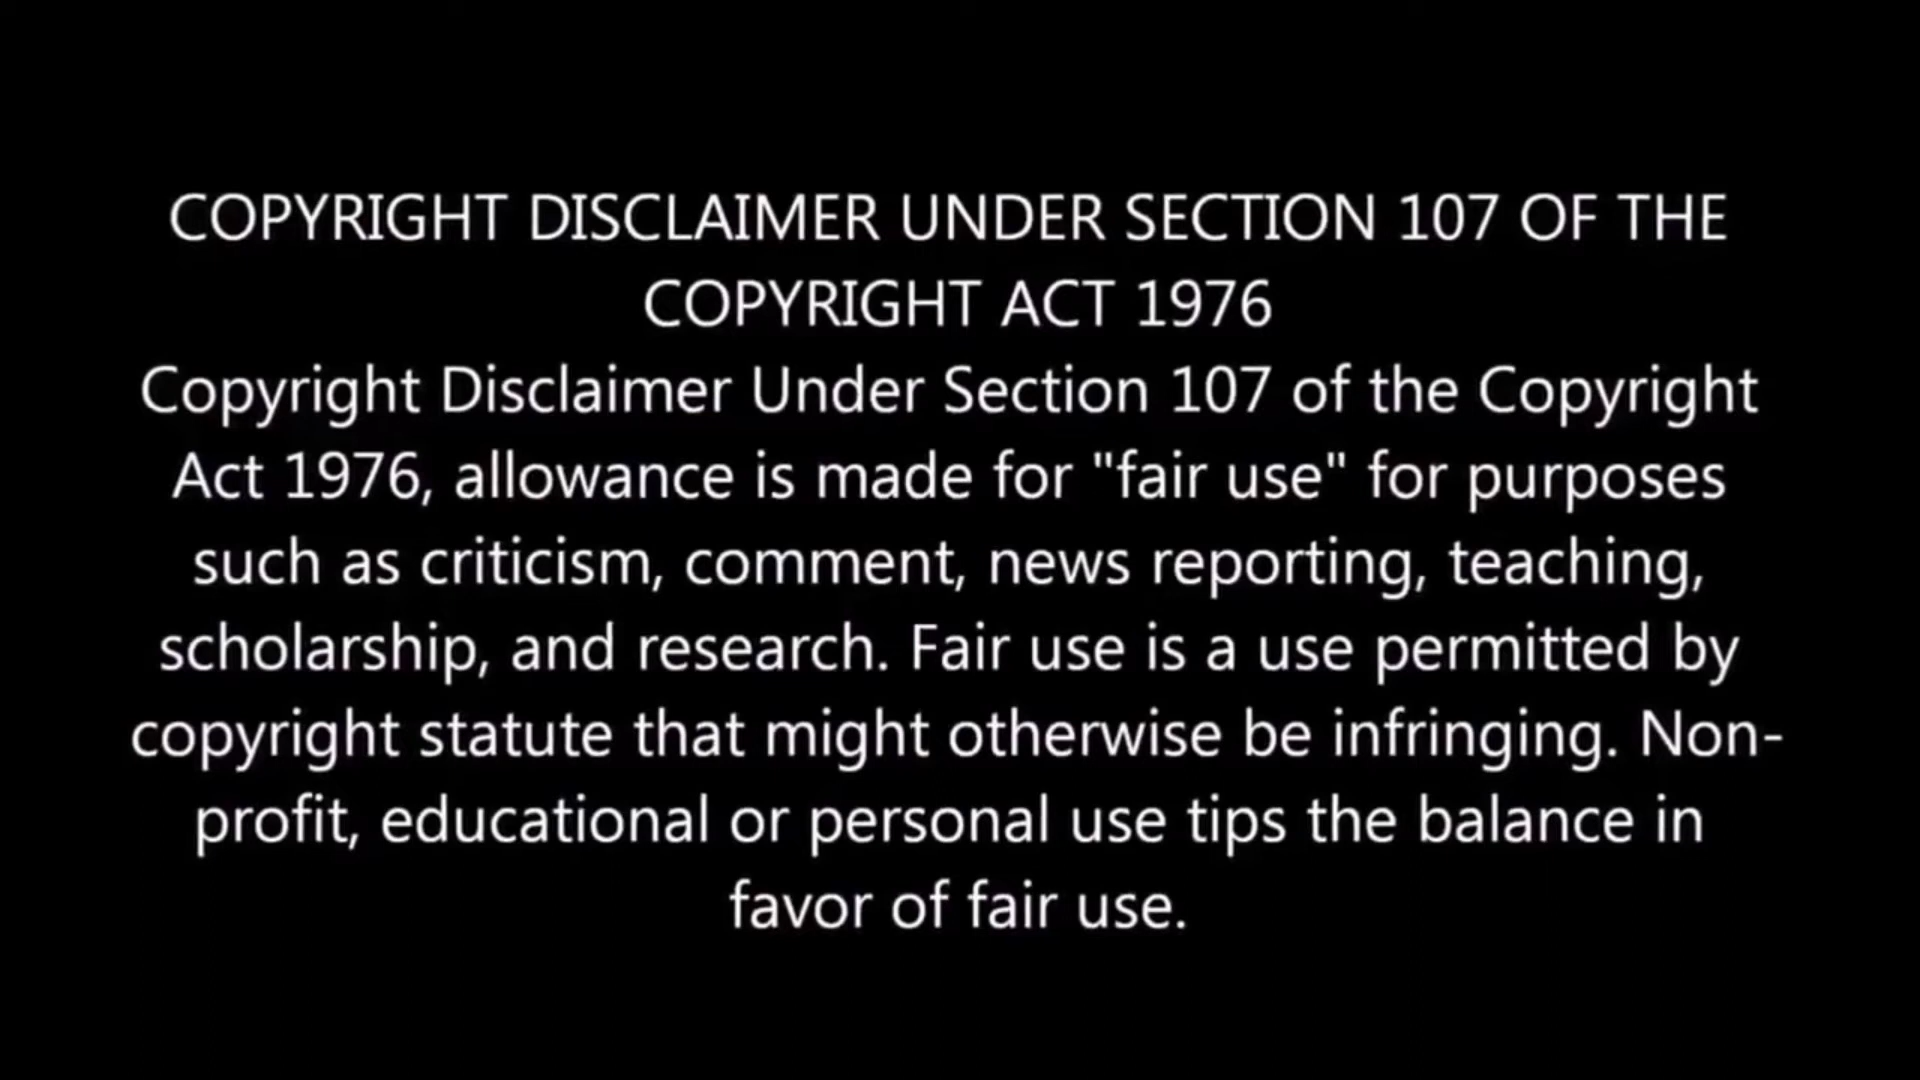 COPYRIGHT DISCLAIMER UNDER SECTION 107 OF THE
COPYRIGHT ACT 1976
Copyright Disclaimer Under Section 107 of the Copyright
Act 1976, allowance is made for "fair use" for purposes
such as criticism, comment, news reporting, teaching,
scholarship, and research. Fair use is a use permitted by
copyright statute that might otherwise be infringing. Non-
profit, educational or personal use tips the balance in
favor of fair use.